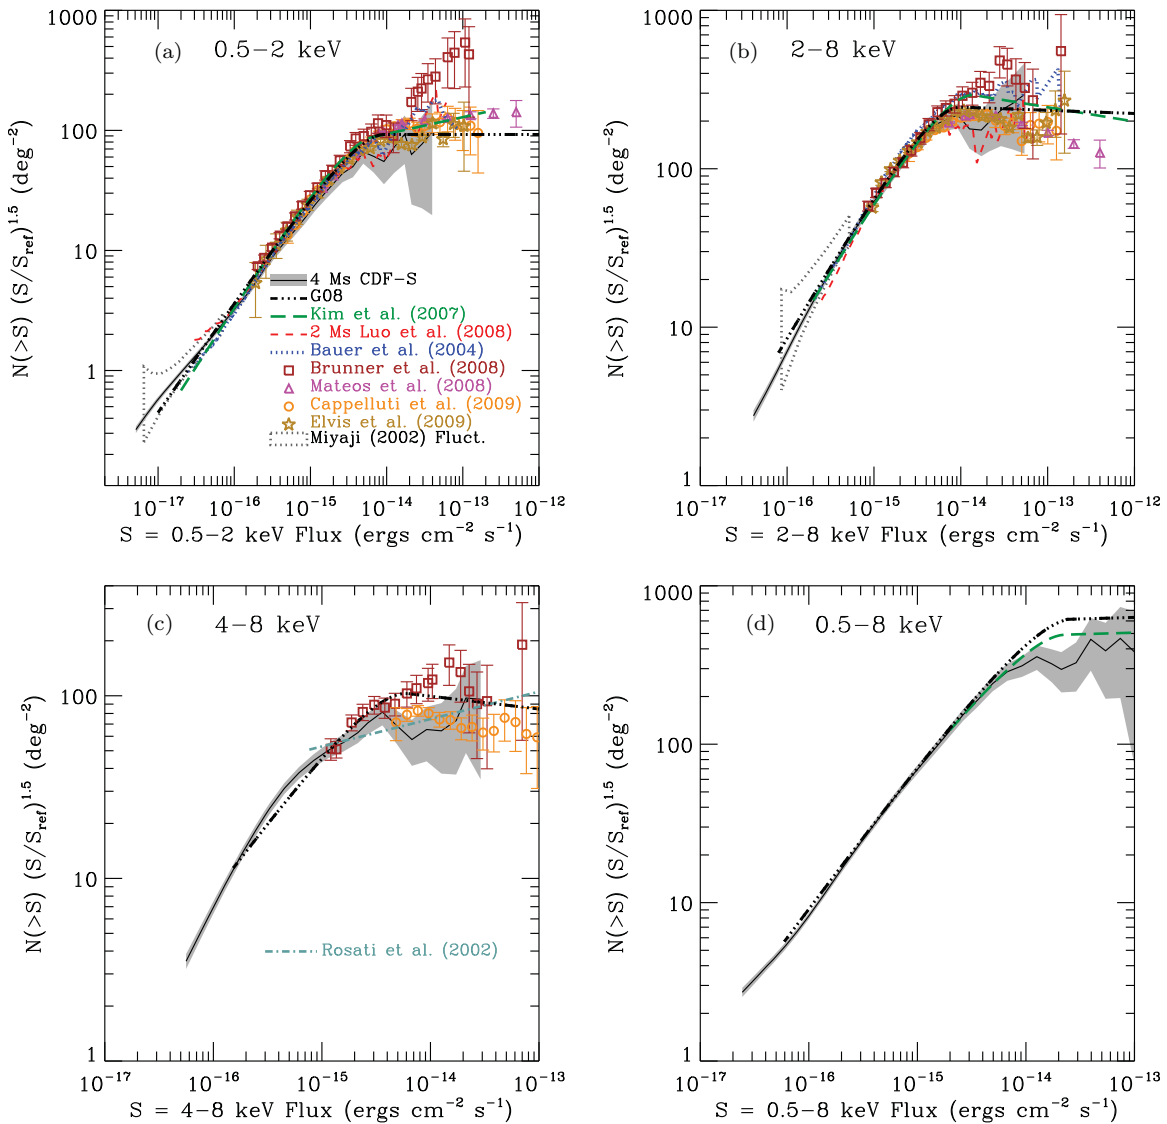 (a) 0.5−2 keV
N(>S) (S/S_ref)^1.5 (deg^−2)
1000
100
10
1
4 Ms CDF−S
G08
Kim et al. (2007)
2 Ms Luo et al. (2008)
Bauer et al. (2004)
Brunner et al. (2008)
Mateos et al. (2008)
Cappelluti et al. (2009)
Elvis et al. (2009)
Miyaji (2002) Fluct.
10^−17 10^−16 10^−15 10^−14 10^−13 10^−12
S = 0.5−2 keV Flux (ergs cm^−2 s^−1)
(b) 2−8 keV
N(>S) (S/S_ref)^1.5 (deg^−2)
1000
100
10
1
10^−17 10^−16 10^−15 10^−14 10^−13 10^−12
S = 2−8 keV Flux (ergs cm^−2 s^−1)
(c) 4−8 keV
N(>S) (S/S_ref)^1.5 (deg^−2)
100
10
1
Rosati et al. (2002)
10^−17 10^−16 10^−15 10^−14 10^−13
S = 4−8 keV Flux (ergs cm^−2 s^−1)
(d) 0.5−8 keV
N(>S) (S/S_ref)^1.5 (deg^−2)
1000
100
10
1
10^−17 10^−16 10^−15 10^−14 10^−13
S = 0.5−8 keV Flux (ergs cm^−2 s^−1)